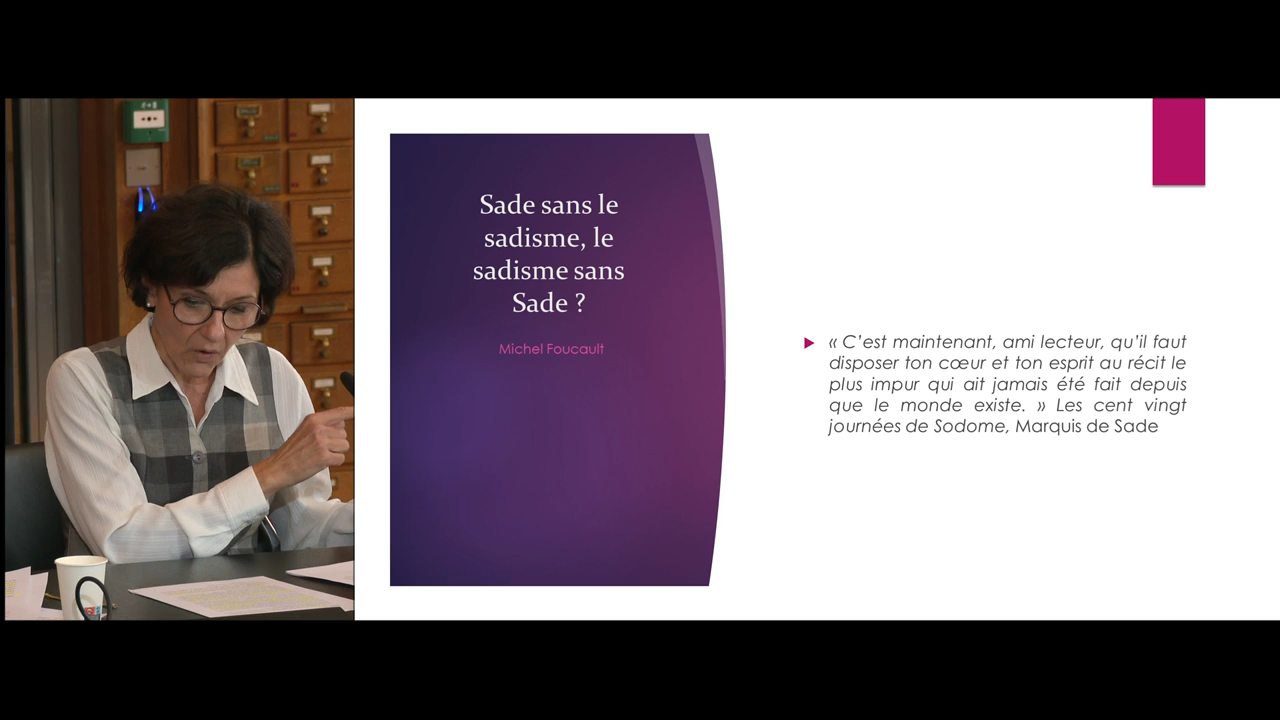 Sade sans le
sadisme, le
sadisme sans
Sade ?
Michel Foucault
« C'est maintenant, ami lecteur, qu'il faut
disposer ton cœur et ton esprit au récit le
plus impur qui ait jamais été fait depuis
que le monde existe. » Les cent vingt
journées de Sodome, Marquis de Sade